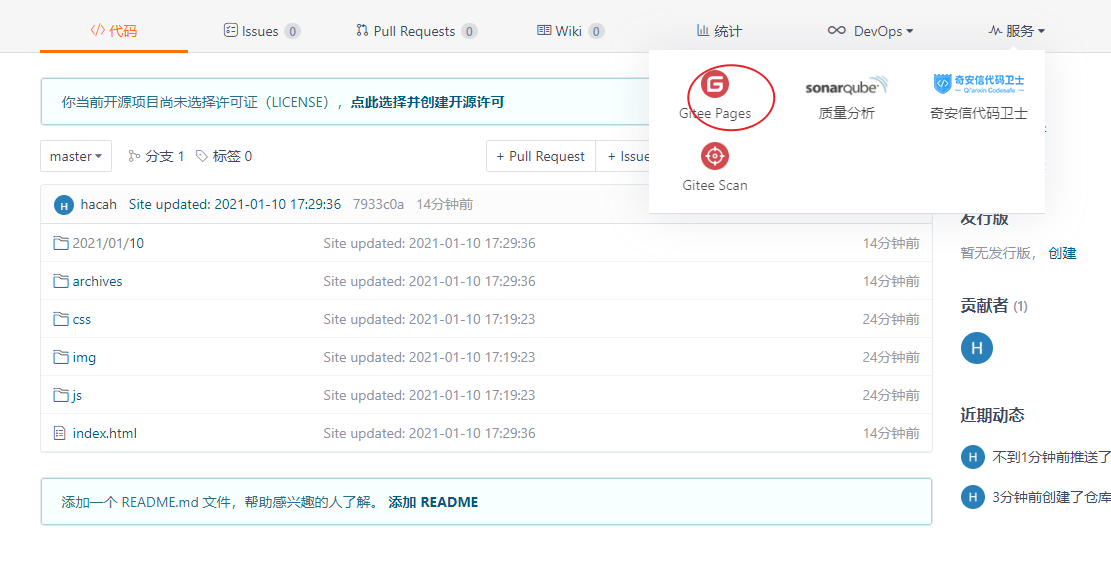 代码 Issues 0 Pull Requests 0 Wiki 0 统计 DevOps 服务
你当前开源项目尚未选择许可证（LICENSE），点此选择并创建开源许可
G sonarqube 奇安信代码卫士
Qi'anxin Codesafe
Gitee Pages 质量分析 奇安信代码卫士
Gitee Scan
master 分支 1 标签 0 + Pull Request + Issue
H hacah Site updated: 2021-01-10 17:29:36 7933c0a 14分钟前
2021/01/10 Site updated: 2021-01-10 17:29:36 14分钟前
archives Site updated: 2021-01-10 17:29:36 14分钟前
css Site updated: 2021-01-10 17:19:23 24分钟前
img Site updated: 2021-01-10 17:19:23 24分钟前
js Site updated: 2021-01-10 17:19:23 24分钟前
index.html Site updated: 2021-01-10 17:29:36 14分钟前
添加一个 README.md 文件，帮助感兴趣的人了解。 添加 README
发行版
暂无发行版， 创建
贡献者 (1)
H
近期动态
H 不到1分钟前推送了
H 3分钟前创建了仓库